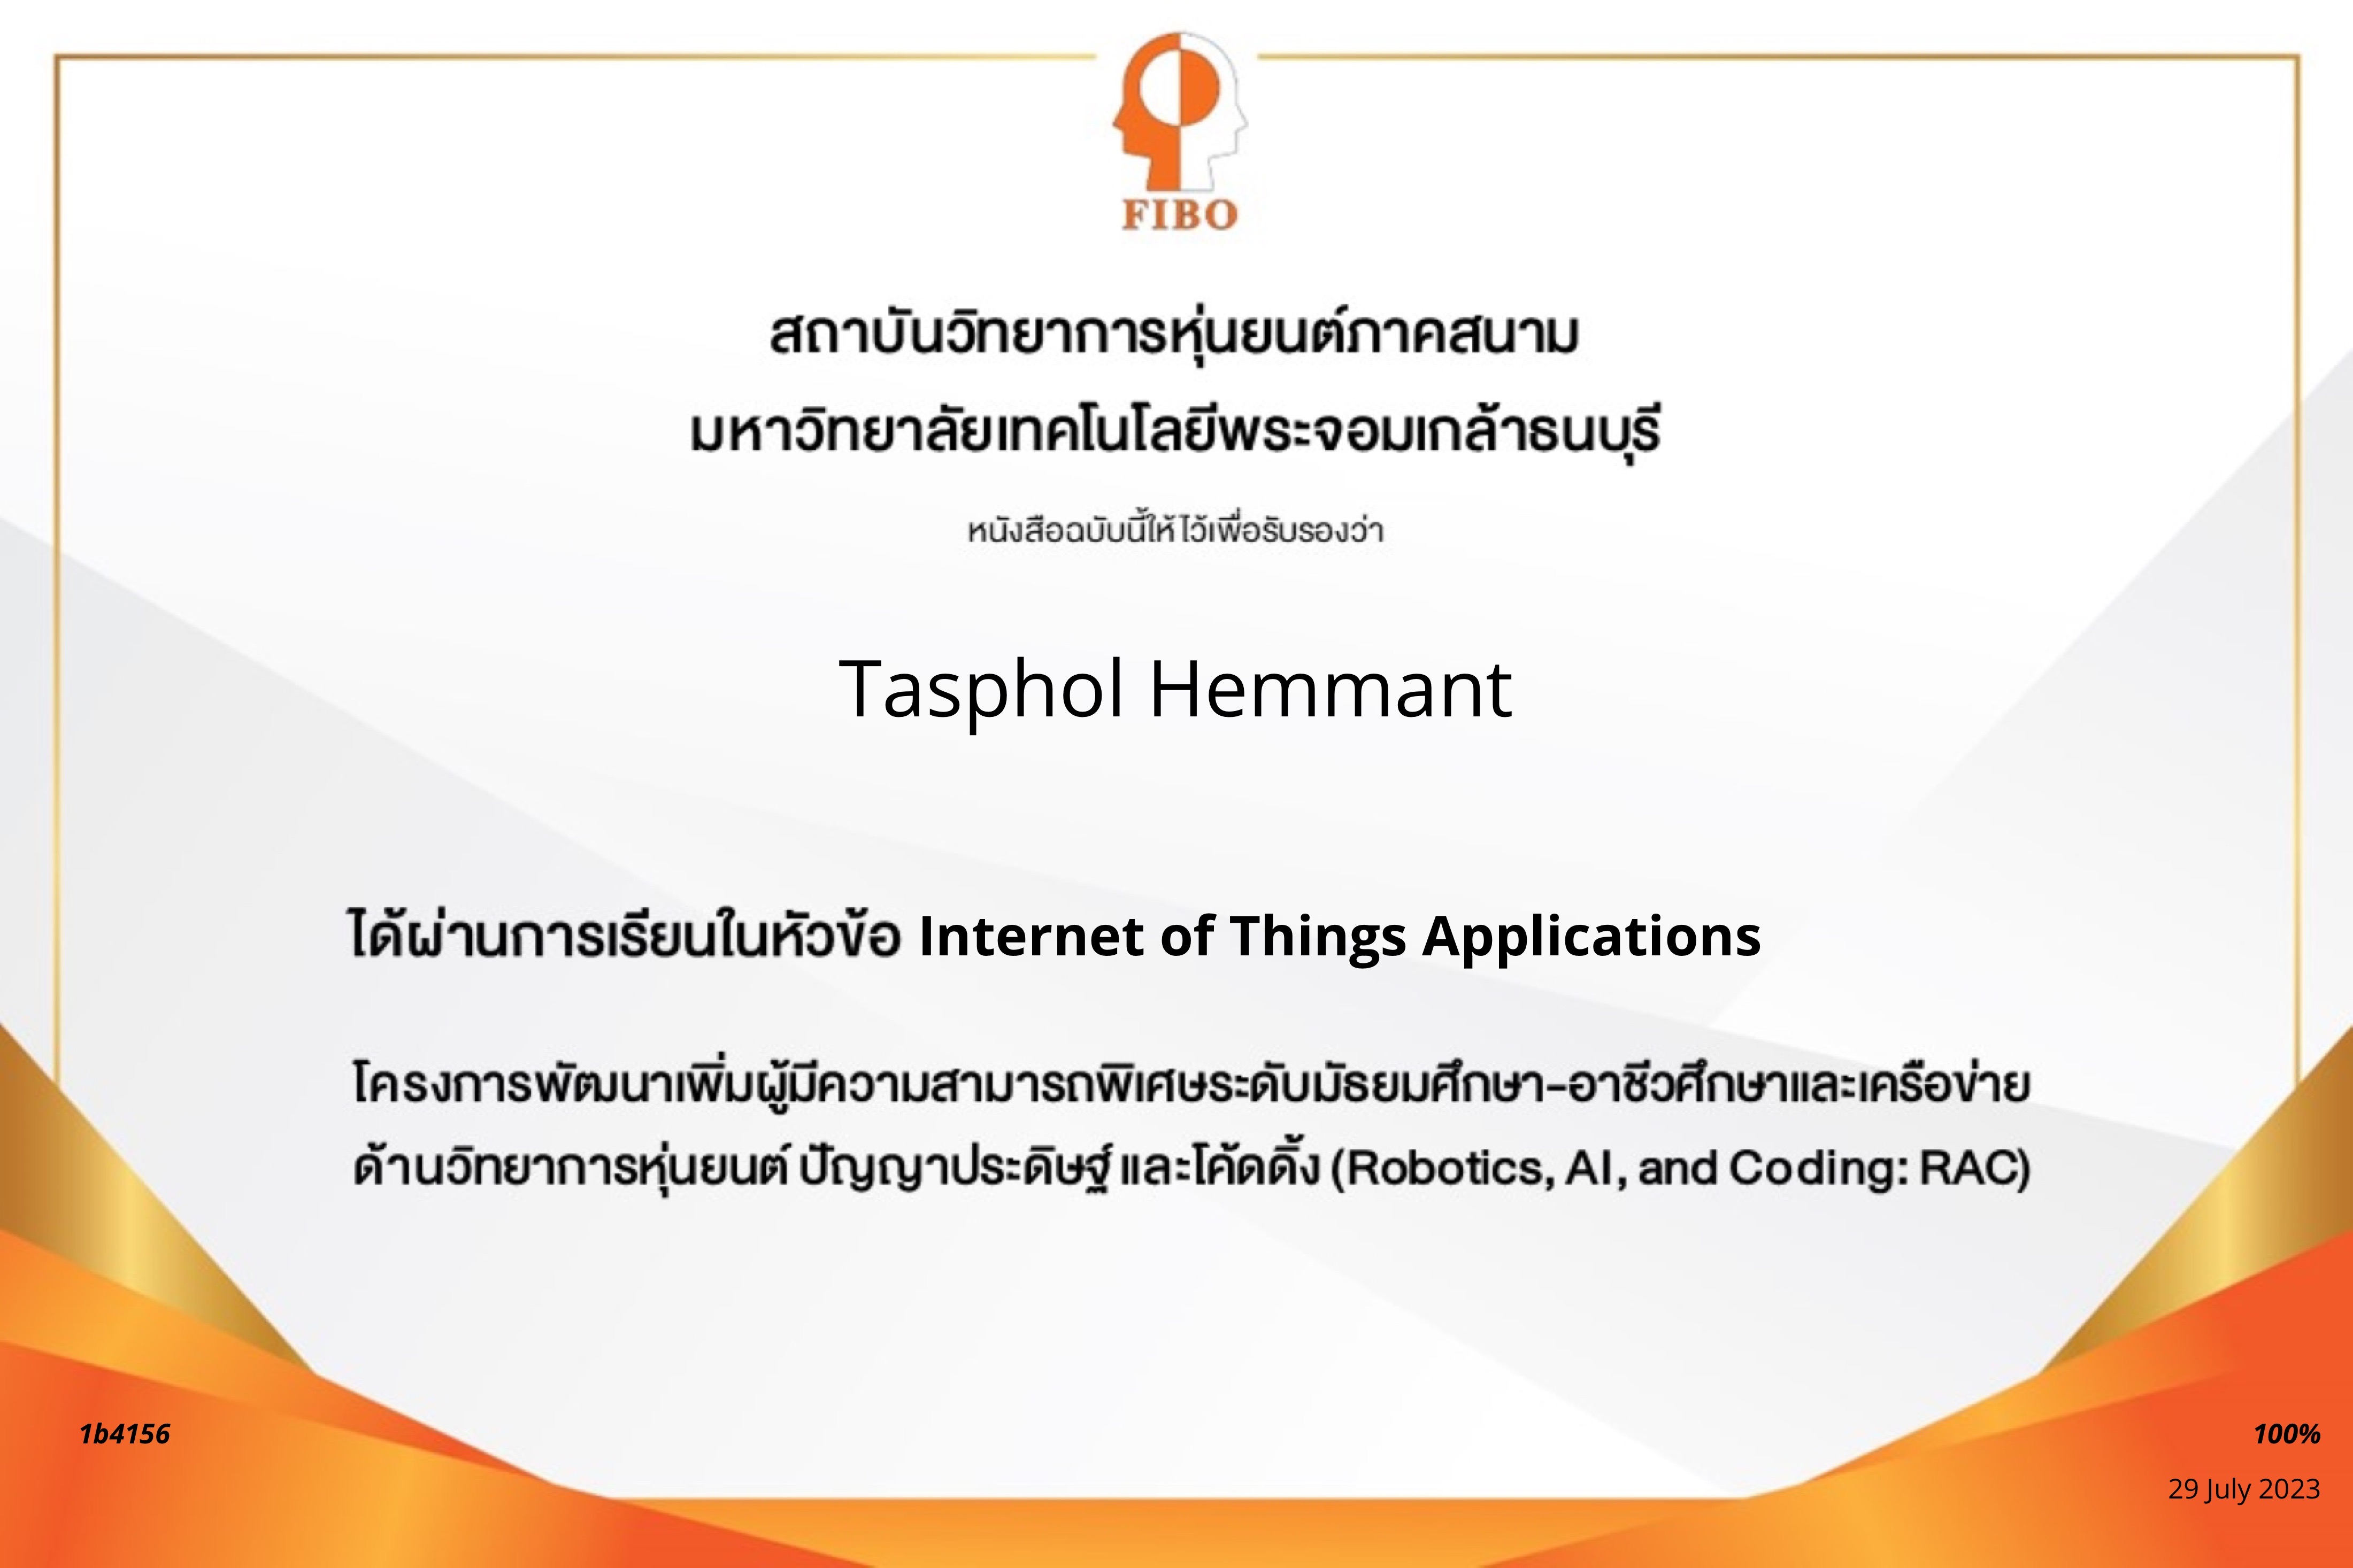 FIBO
สถาบันวิทยาการหุ่นยนต์ภาคสนาม
มหาวิทยาลัยเทคโนโลยีพระจอมเกล้าธนบุรี
หนังสือฉบับนี้ให้ไว้เพื่อรับรองว่า
Tasphol Hemmant
ได้ผ่านการเรียนในหัวข้อ Internet of Things Applications
โครงการพัฒนาเพิ่มผู้มีความสามารถพิเศษระดับมัธยมศึกษา-อาชีวศึกษาและเครือข่าย
ด้านวิทยาการหุ่นยนต์ ปัญญาประดิษฐ์ และโค้ดดิ้ง (Robotics, AI, and Coding: RAC)
1b4156
100%
29 July 2023